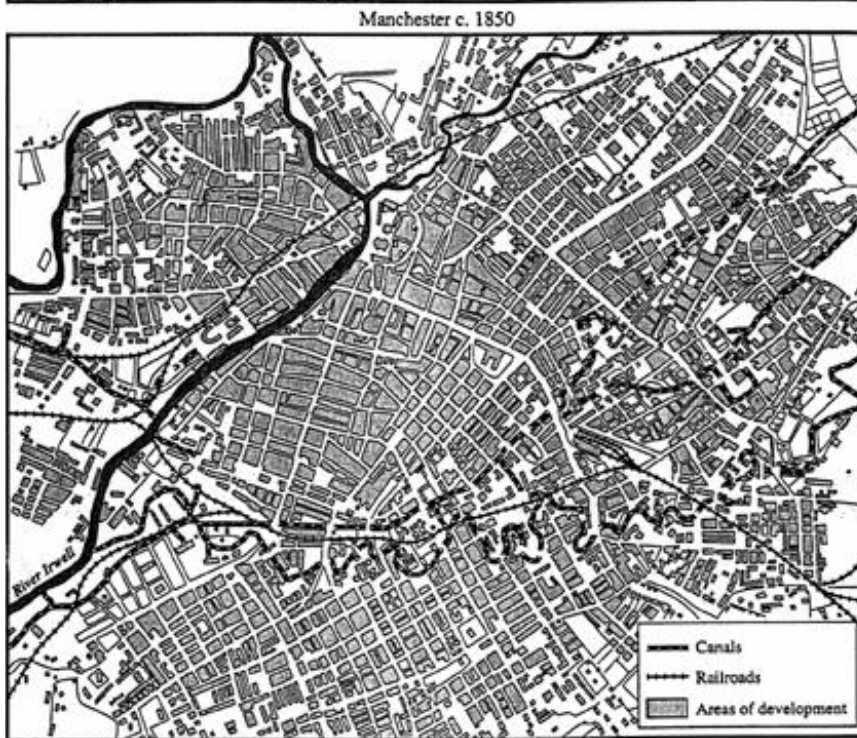 Manchester c. 1850
River Irwell
Canals
Railroads
Areas of development